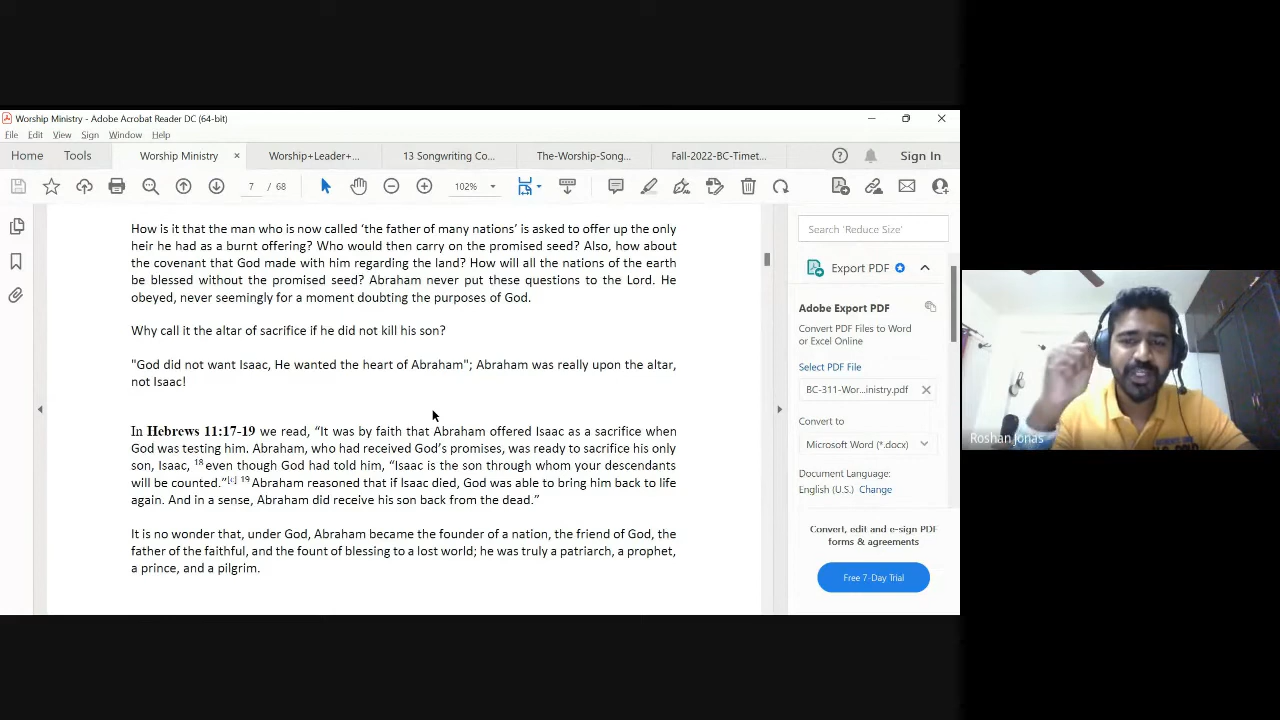 Worship Ministry - Adobe Acrobat Reader DC (64-bit)
File Edit View Sign Window Help
Home Tools Worship Ministry × Worship+Leader+... 13 Songwriting Co... The-Worship-Song... Fall-2022-BC-Timet... Sign In
7 / 68 102%
How is it that the man who is now called ‘the father of many nations’ is asked to offer up the only
heir he had as a burnt offering? Who would then carry on the promised seed? Also, how about
the covenant that God made with him regarding the land? How will all the nations of the earth
be blessed without the promised seed? Abraham never put these questions to the Lord. He
obeyed, never seemingly for a moment doubting the purposes of God.
Why call it the altar of sacrifice if he did not kill his son?
"God did not want Isaac, He wanted the heart of Abraham"; Abraham was really upon the altar,
not Isaac!
In Hebrews 11:17-19 we read, “It was by faith that Abraham offered Isaac as a sacrifice when
God was testing him. Abraham, who had received God’s promises, was ready to sacrifice his only
son, Isaac, 18 even though God had told him, “Isaac is the son through whom your descendants
will be counted.”[c] 19 Abraham reasoned that if Isaac died, God was able to bring him back to life
again. And in a sense, Abraham did receive his son back from the dead.”
It is no wonder that, under God, Abraham became the founder of a nation, the friend of God, the
father of the faithful, and the fount of blessing to a lost world; he was truly a patriarch, a prophet,
a prince, and a pilgrim.
Search 'Reduce Size'
Export PDF
Adobe Export PDF
Convert PDF Files to Word
or Excel Online
Select PDF File
BC-311-Wor...inistry.pdf
Convert to
Microsoft Word (*.docx)
Document Language:
English (U.S.) Change
Convert, edit and e-sign PDF
forms & agreements
Free 7-Day Trial
Roshan Jonas